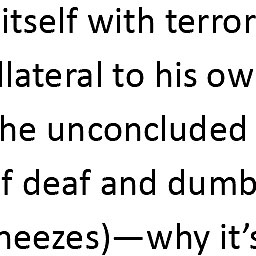 itself with terror
llateral to his ow
he unconcluded
f deaf and dumb
neezes)—why it’s